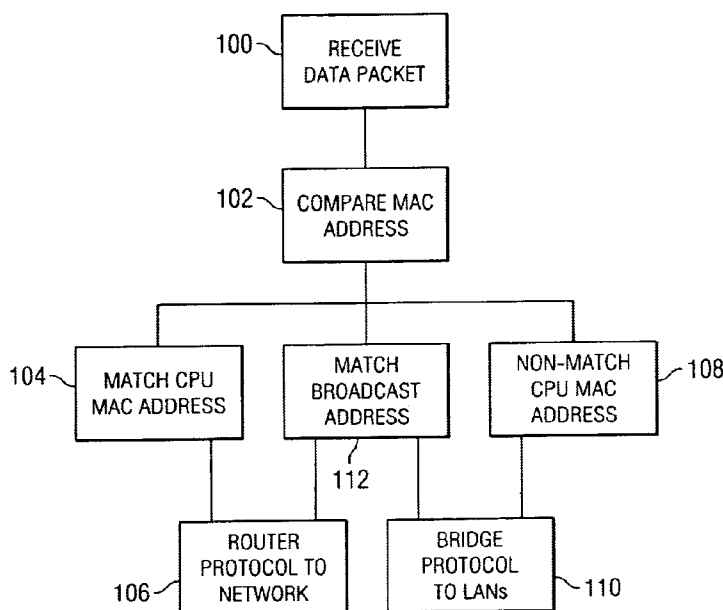 100
RECEIVE
DATA PACKET
102
COMPARE MAC
ADDRESS
104
MATCH CPU
MAC ADDRESS
MATCH
BROADCAST
ADDRESS
112
NON-MATCH
CPU MAC
ADDRESS
108
106
ROUTER
PROTOCOL TO
NETWORK
BRIDGE
PROTOCOL
TO LANs
110